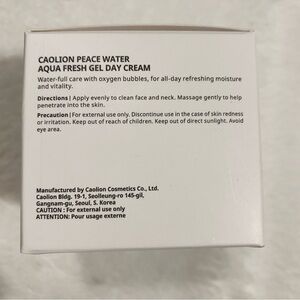 CAOLION PEACE WATER
AQUA FRESH GEL DAY CREAM
Water-full care with oxygen bubbles, for all-day refreshing moisture
and vitality.
Directions | Apply evenly to clean face and neck. Massage gently to help
penetrate into the skin.
Precaution | For external use only. Discontinue use in the case of skin redness
or irritation. Keep out of reach of children. Keep out of direct sunlight. Avoid
eye area.
Manufactured by Caolion Cosmetics Co., Ltd.
Caolion Bldg. 19-1, Seolleung-ro 145-gil,
Gangnam-gu, Seoul, S. Korea
CAUTION : For external use only
ATTENTION: Pour usage externe